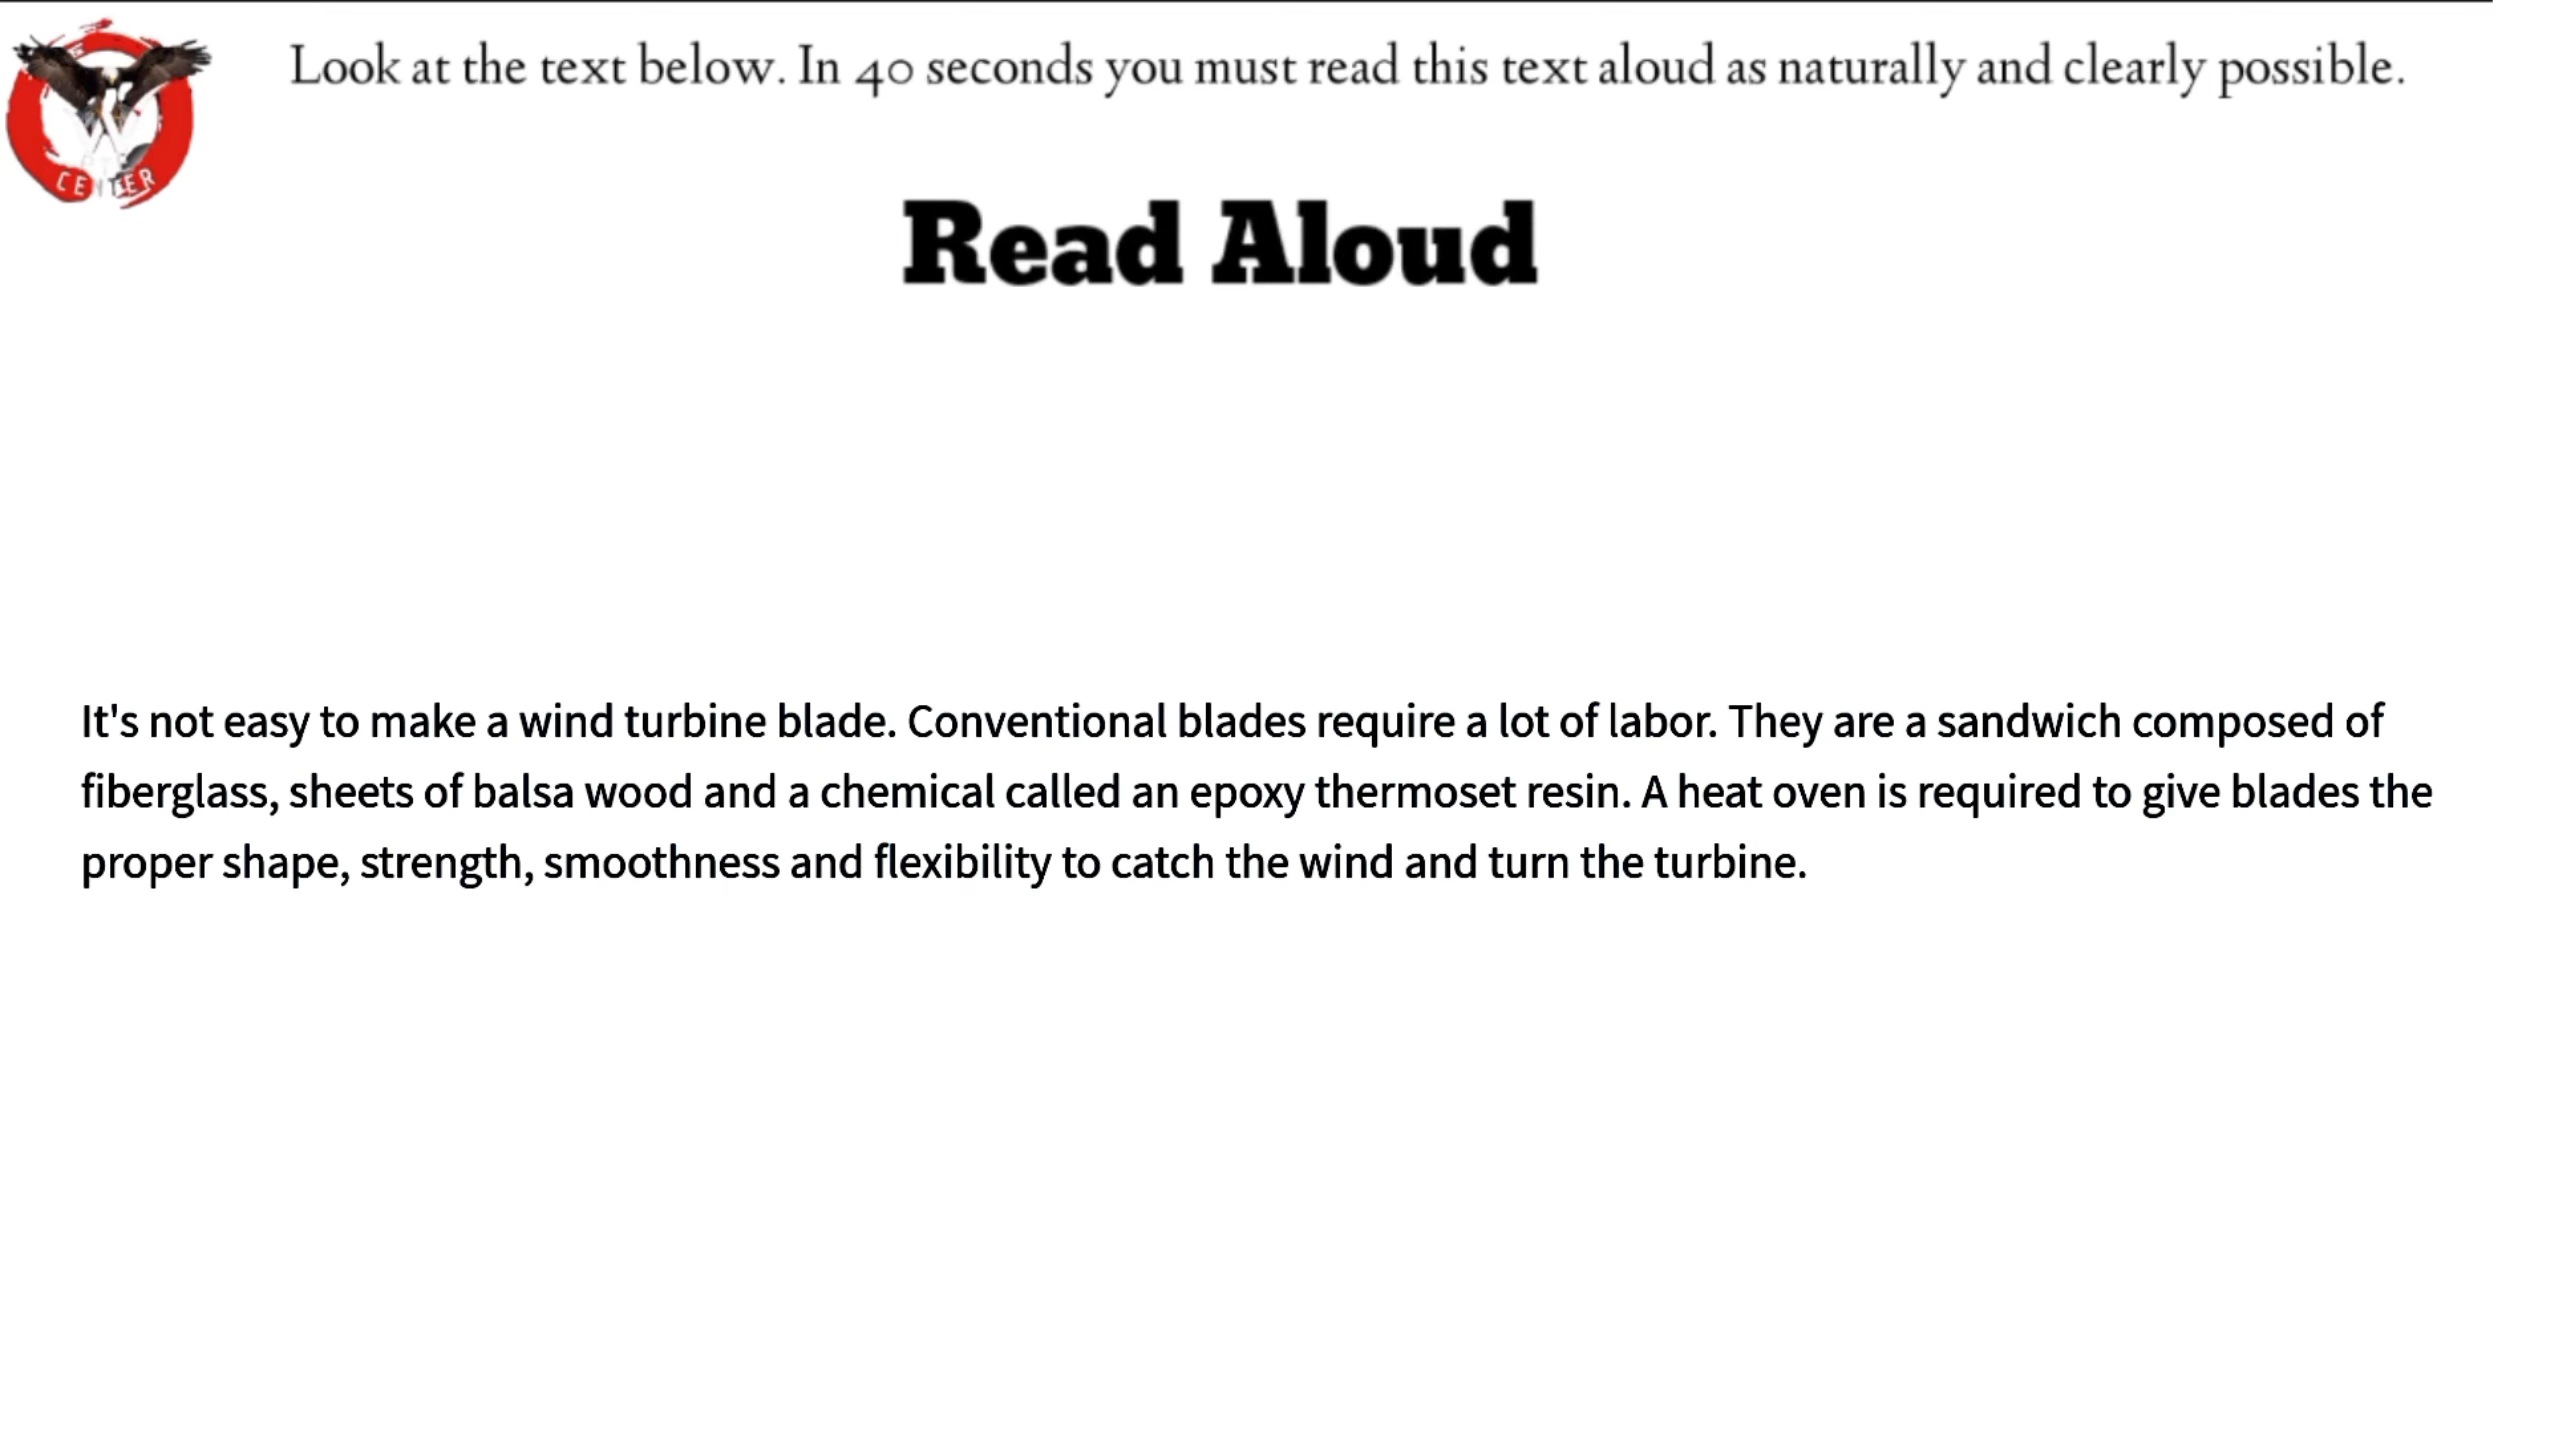 Look at the text below. In 40 seconds you must read this text aloud as naturally and clearly possible.
CENTER
Read Aloud
It's not easy to make a wind turbine blade. Conventional blades require a lot of labor. They are a sandwich composed of
fiberglass, sheets of balsa wood and a chemical called an epoxy thermoset resin. A heat oven is required to give blades the
proper shape, strength, smoothness and flexibility to catch the wind and turn the turbine.